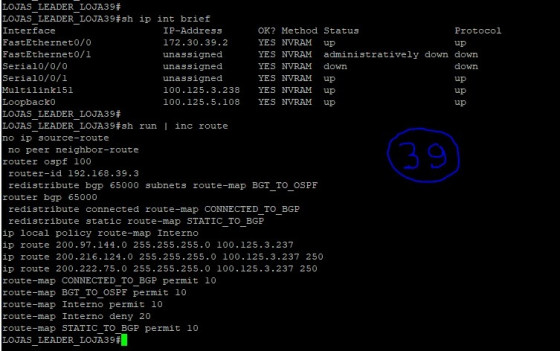 LOJAS_LEADER_LOJA39#
LOJAS_LEADER_LOJA39#sh ip int brief
Interface IP-Address OK? Method Status Protocol
FastEthernet0/0 172.30.39.2 YES NVRAM up up
FastEthernet0/1 unassigned YES NVRAM administratively down down
Serial0/0/0 unassigned YES NVRAM down down
Serial0/0/1 unassigned YES NVRAM up up
Multilink151 100.125.3.238 YES NVRAM up up
Loopback0 100.125.5.108 YES NVRAM up up
LOJAS_LEADER_LOJA39#
LOJAS_LEADER_LOJA39#sh run | inc route
no ip source-route
no peer neighbor-route
router ospf 100
router-id 192.168.39.3
redistribute bgp 65000 subnets route-map BGT_TO_OSPF
router bgp 65000
redistribute connected route-map CONNECTED_TO_BGP
redistribute static route-map STATIC_TO_BGP
ip local policy route-map Interno
ip route 200.97.144.0 255.255.255.0 100.125.3.237
ip route 200.216.124.0 255.255.255.0 100.125.3.237 250
ip route 200.222.75.0 255.255.255.0 100.125.3.237 250
route-map CONNECTED_TO_BGP permit 10
route-map BGT_TO_OSPF permit 10
route-map Interno permit 10
route-map Interno deny 20
route-map STATIC_TO_BGP permit 10
LOJAS_LEADER_LOJA39#
39